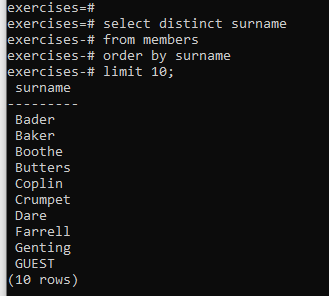 exercises=#
exercises=# select distinct surname
exercises-# from members
exercises-# order by surname
exercises-# limit 10;
 surname
---------
 Bader
 Baker
 Boothe
 Butters
 Coplin
 Crumpet
 Dare
 Farrell
 Genting
 GUEST
(10 rows)